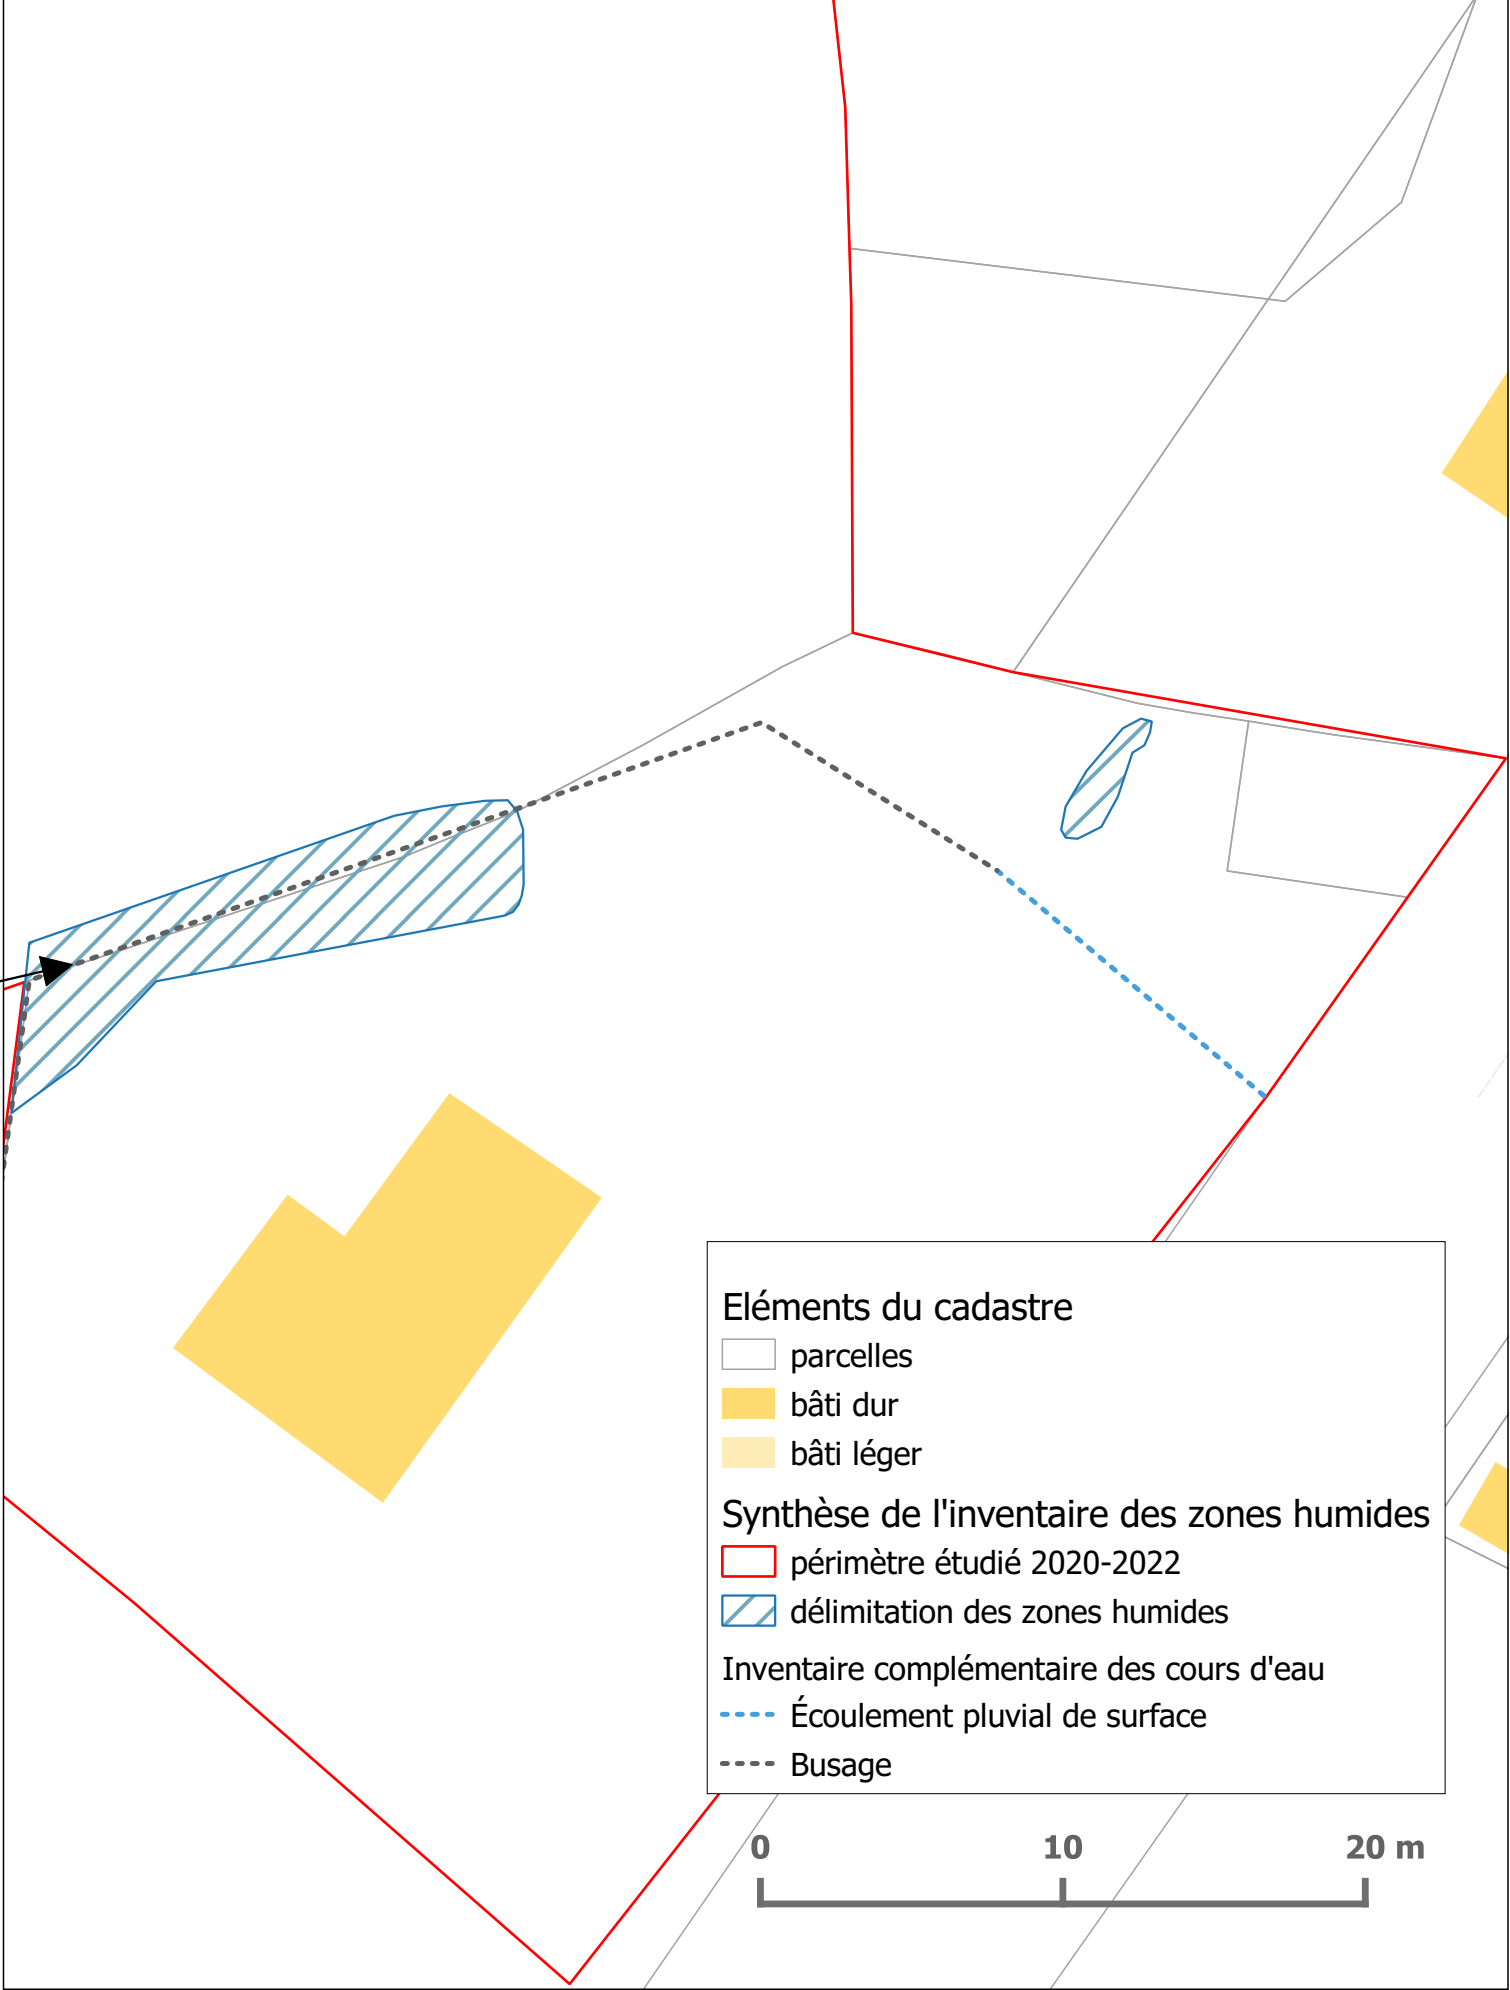 Eléments du cadastre
parcelles
bâti dur
bâti léger
Synthèse de l'inventaire des zones humides
périmètre étudié 2020-2022
délimitation des zones humides
Inventaire complémentaire des cours d'eau
Écoulement pluvial de surface
Busage
0 10 20 m